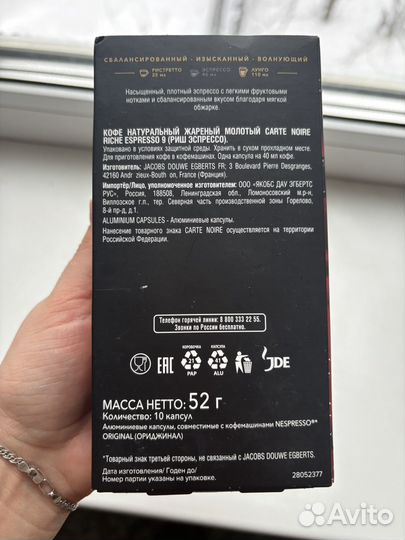 СБАЛАНСИРОВАННЫЙ - ИЗЫСКАННЫЙ - ВОЛНУЮЩИЙ
РИСТРЕТТО 25 мл ЭСПРЕССО 40 мл ЛУНГО 110 мл
Насыщенный, плотный эспрессо с легкими фруктовыми
нотками и сбалансированным вкусом благодаря мягкой
обжарке.
КОФЕ НАТУРАЛЬНЫЙ ЖАРЕНЫЙ МОЛОТЫЙ CARTE NOIRE
RICHE ESPRESSO 9 (РИШ ЭСПРЕССО).
Упаковано в условиях защитной среды. Хранить в сухом прохладном месте.
Для приготовления кофе в кофемашинах. Одна капсула на 40 мл кофе.
Изготовитель: JACOBS DOUWE EGBERTS FR; 3 Boulevard Pierre Desgranges,
42160 Andr zieux-Bouth on, France (Франция).
Импортёр/Лицо, уполномоченное изготовителем: ООО «ЯКОБС ДАУ ЭГБЕРТС
РУС», Россия, 188508, Ленинградская обл., Ломоносовский м.р-н,
Виллозское г.п., тер. Северная часть производственной зоны Горелово,
8-й пр-д, д.1.
ALUMINIUM CAPSULES - Алюминиевые капсулы.
Нанесение товарного знака CARTE NOIRE осуществляется на территории
Российской Федерации.
Телефон горячей линии: 8 800 333 22 55.
Звонки по России бесплатно.
КОРОБОЧКА КАПСУЛА
EAC 21 41 JDE
PAP ALU
МАССА НЕТТО: 52 г
Количество: 10 капсул
Алюминиевые капсулы, совместимые с кофемашинами NESPRESSO®*
ORIGINAL (ОРИДЖИНАЛ)
*Товарный знак третьей стороны, не связанной с JACOBS DOUWE EGBERTS.
Дата изготовления/ Годен до/
Номер партии указаны на упаковке.
28052377
Avito